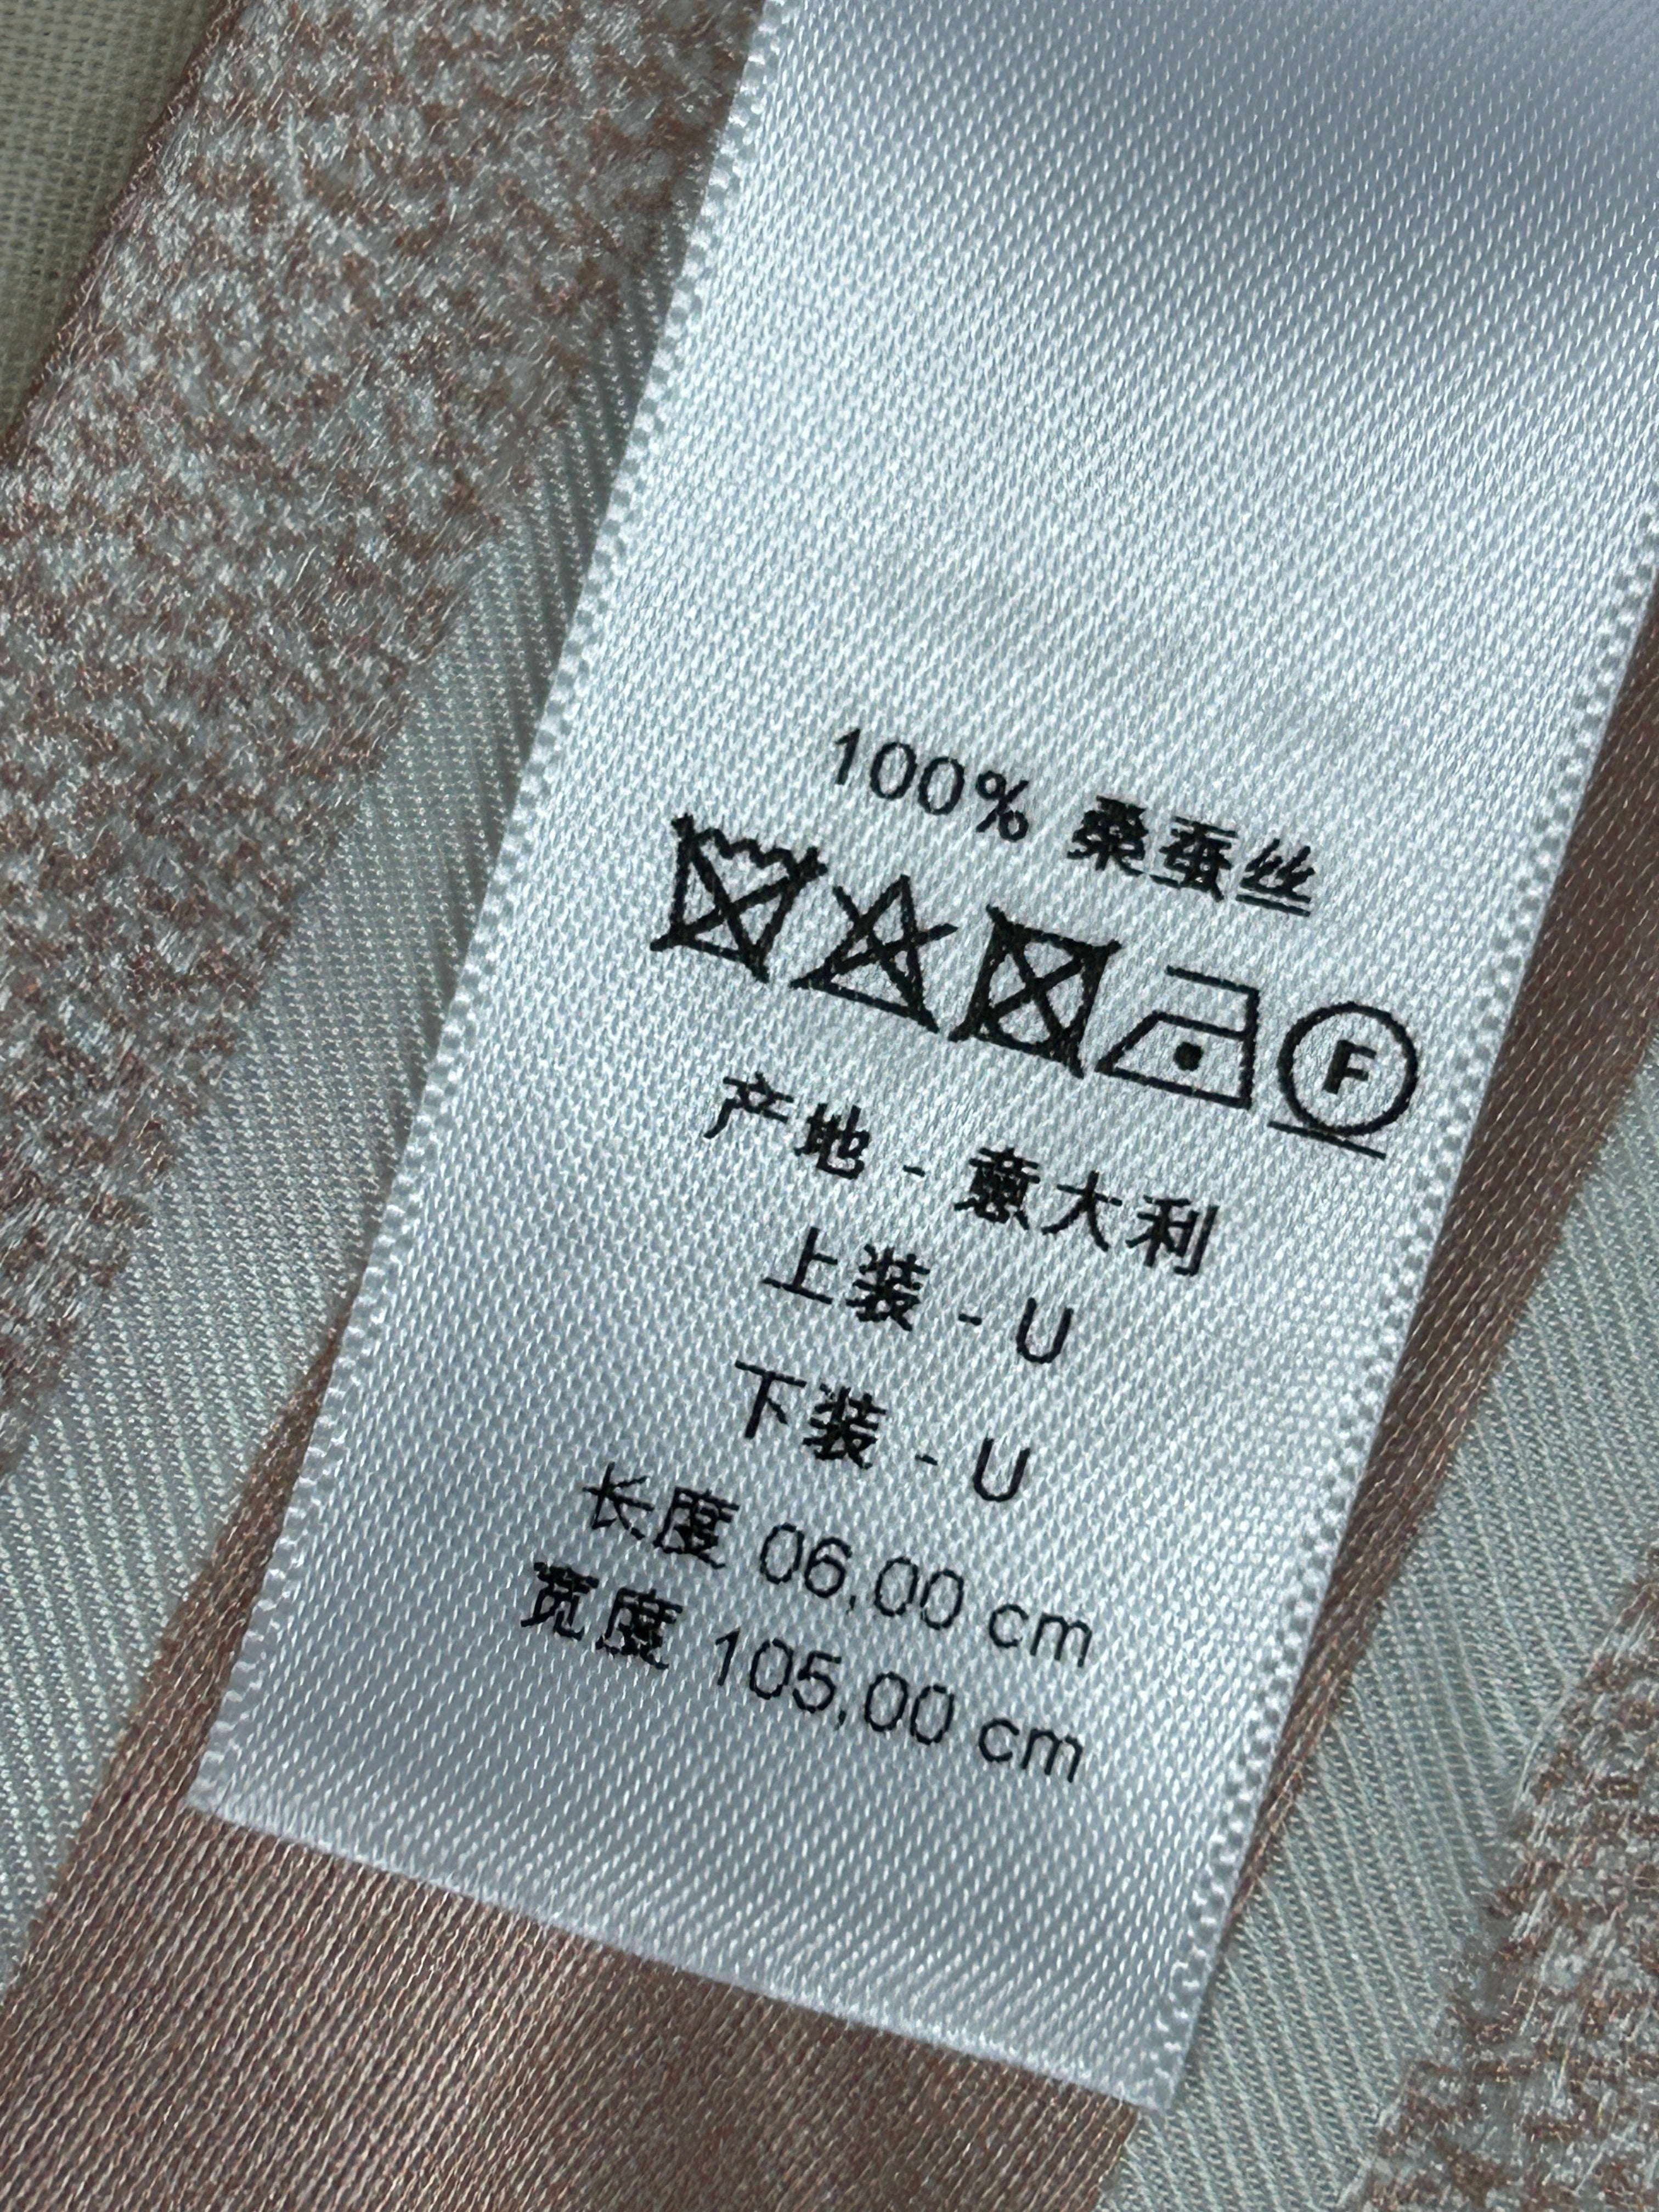 100% 桑蚕丝
F
产地 - 意大利
上装 - U
下装 - U
长度 06,00 cm
宽度 105,00 cm